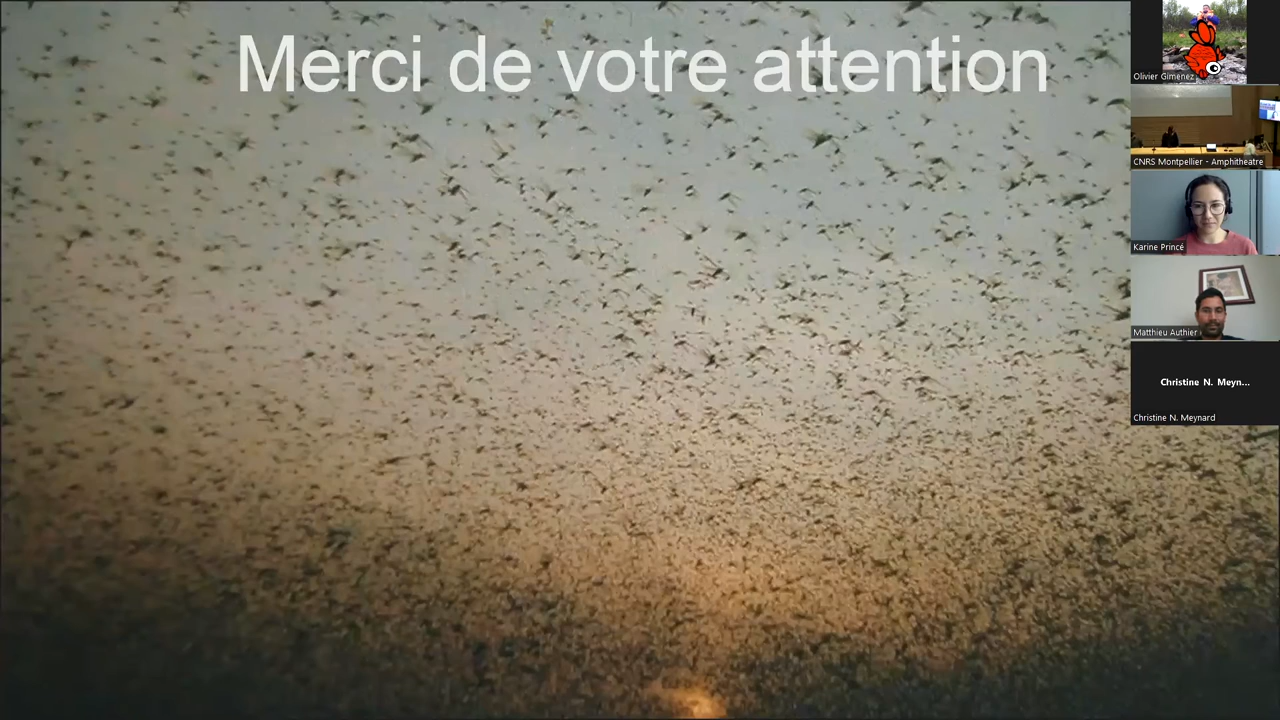 Merci de votre attention
Olivier Gimenez
CNRS Montpellier - Amphitheatre
Karine Princé
Matthieu Authier
Christine N. Meyn...
Christine N. Meynard